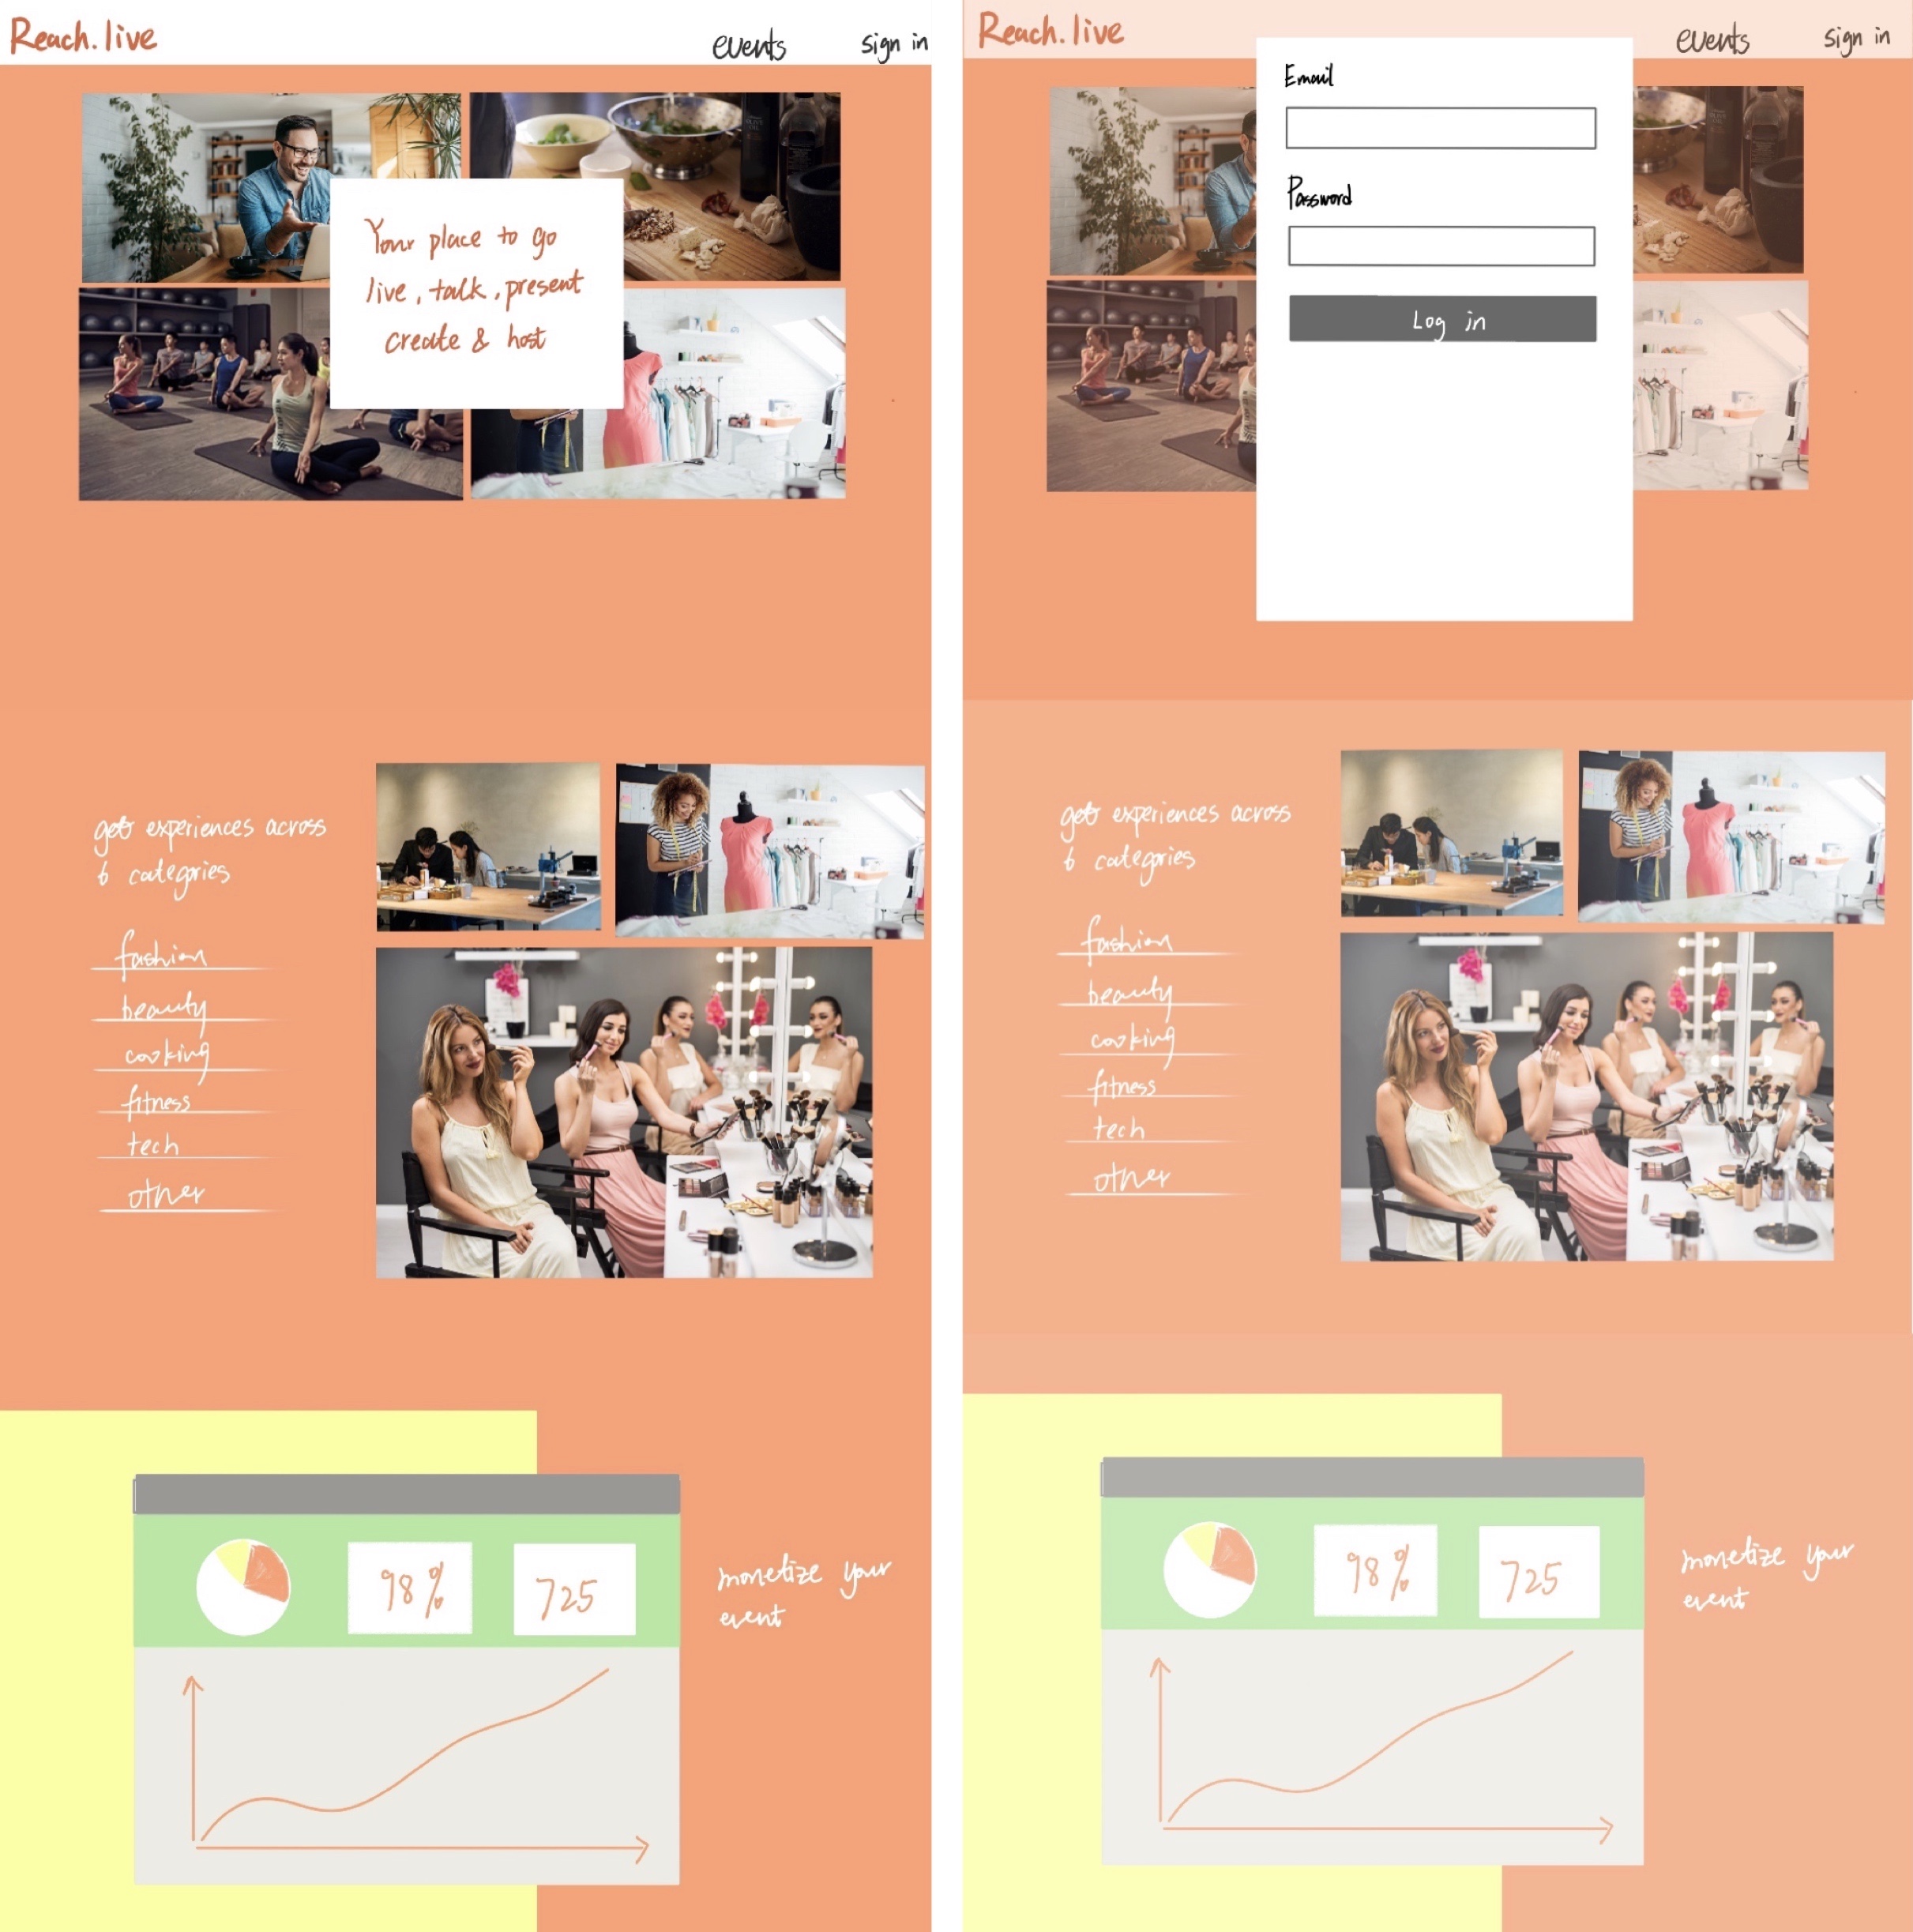 Reach.live
events
sign in
Your place to go
live, talk, present
create & host
get experiences across
6 categories
fashion
beauty
cooking
fitness
tech
other
98%
725
monetize your
event
Reach.live
events
sign in
Email
Password
Log in
get experiences across
6 categories
fashion
beauty
cooking
fitness
tech
other
98%
725
monetize your
event